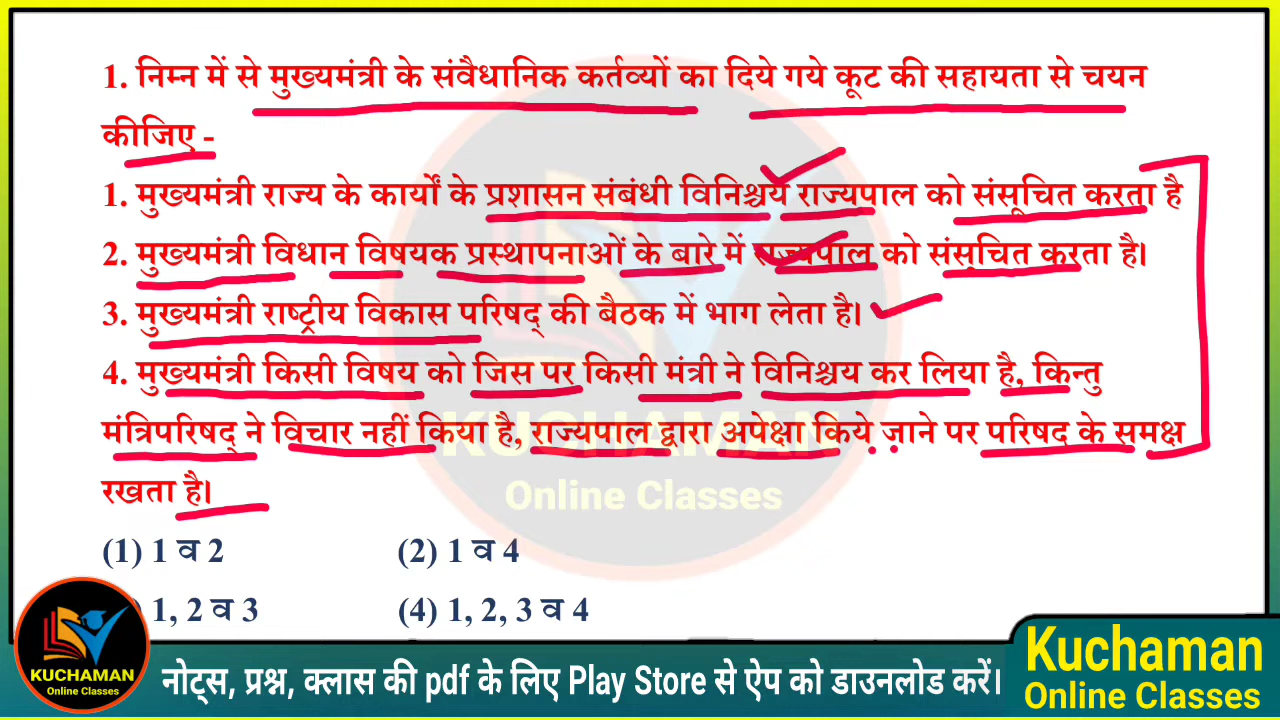 1. निम्न में से मुख्यमंत्री के संवैधानिक कर्तव्यों का दिये गये कूट की सहायता से चयन
कीजिए -
1. मुख्यमंत्री राज्य के कार्यों के प्रशासन संबंधी विनिश्चय राज्यपाल को संसूचित करता है
2. मुख्यमंत्री विधान विषयक प्रस्थापनाओं के बारे में राज्यपाल को संसूचित करता है।
3. मुख्यमंत्री राष्ट्रीय विकास परिषद् की बैठक में भाग लेता है।
4. मुख्यमंत्री किसी विषय को जिस पर किसी मंत्री ने विनिश्चय कर लिया है, किन्तु
मंत्रिपरिषद् ने विचार नहीं किया है, राज्यपाल द्वारा अपेक्षा किये जाने पर परिषद के समक्ष
रखता है।
KUCHAMAN
Online Classes
(1) 1 व 2 (2) 1 व 4
) 1, 2 व 3 (4) 1, 2, 3 व 4
KUCHAMAN
Online Classes
नोट्स, प्रश्न, क्लास की pdf के लिए Play Store से ऐप को डाउनलोड करें।
Kuchaman
Online Classes